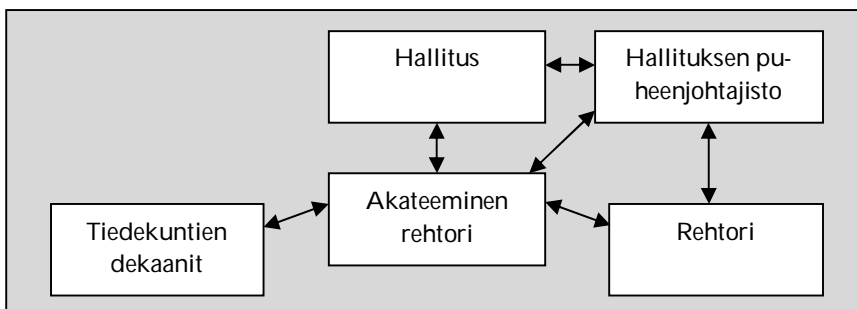 Hallitus
Hallituksen pu-
heenjohtajisto
Akateeminen
rehtori
Tiedekuntien
dekaanit
Rehtori